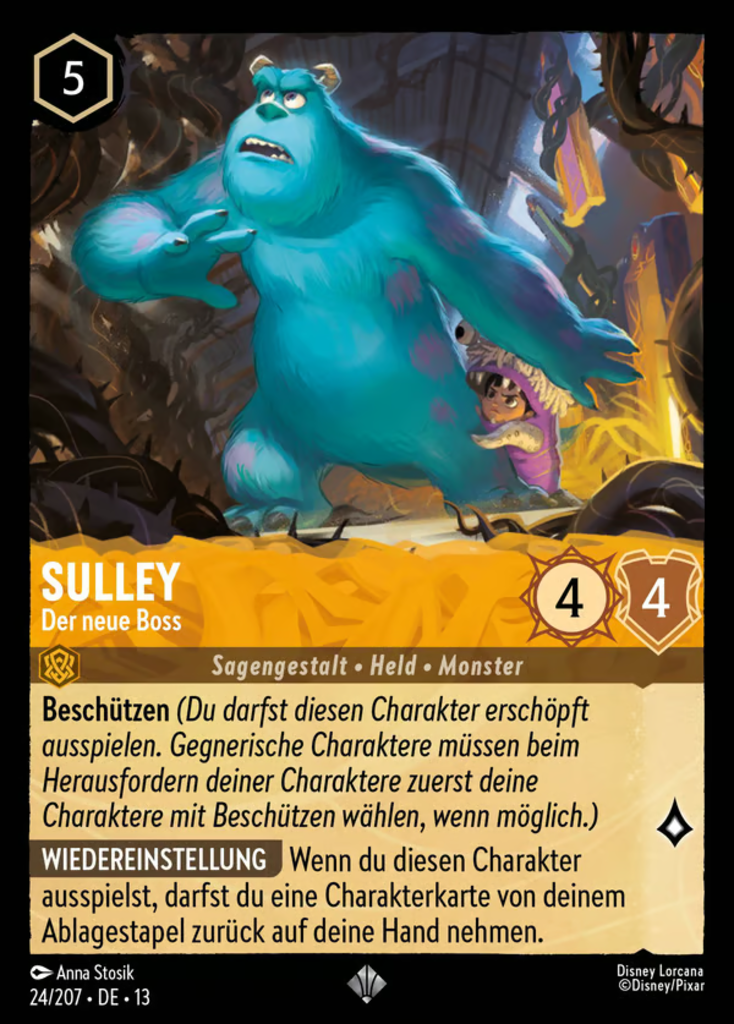 5
SULLEY
Der neue Boss
4
4
Sagengestalt • Held • Monster
Beschützen (Du darfst diesen Charakter erschöpft
ausspielen. Gegnerische Charaktere müssen beim
Herausfordern deiner Charaktere zuerst deine
Charaktere mit Beschützen wählen, wenn möglich.)
WIEDEREINSTELLUNG Wenn du diesen Charakter
ausspielst, darfst du eine Charakterkarte von deinem
Ablagestapel zurück auf deine Hand nehmen.
Anna Stosik
24/207 • DE • 13
Disney Lorcana
©Disney/Pixar